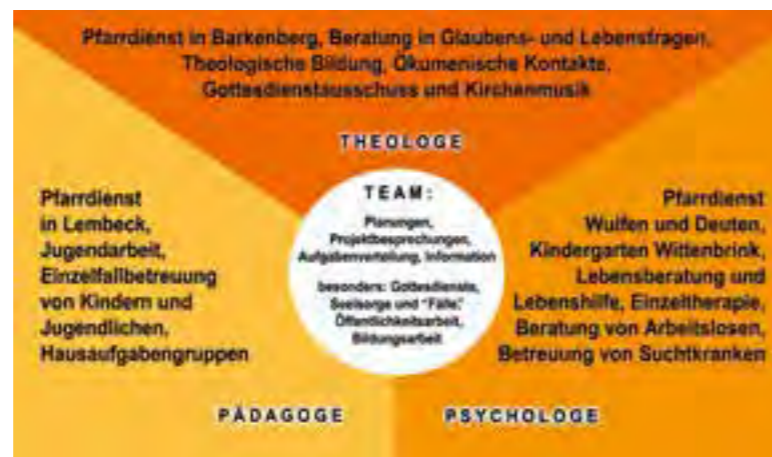 Pfarrdienst in Barkenberg, Beratung in Glaubens- und Lebensfragen,
Theologische Bildung, Ökumenische Kontakte,
Gottesdienstausschuss und Kirchenmusik
THEOLOGE
Pfarrdienst
in Lembeck,
Jugendarbeit,
Einzelfallbetreuung
von Kindern und
Jugendlichen,
Hausaufgabengruppen
PÄDAGOGE
TEAM:
Planungen,
Projektbesprechungen,
Aufgabenverteilung, Information
besonders: Gottesdienste,
Seelsorge und "Fälle,"
Öffentlichkeitsarbeit,
Bildungsarbeit
Pfarrdienst
Wulfen und Deuten,
Kindergarten Wittenbrink,
Lebensberatung und
Lebenshilfe, Einzeltherapie,
Beratung von Arbeitslosen,
Betreuung von Suchtkranken
PSYCHOLOGE